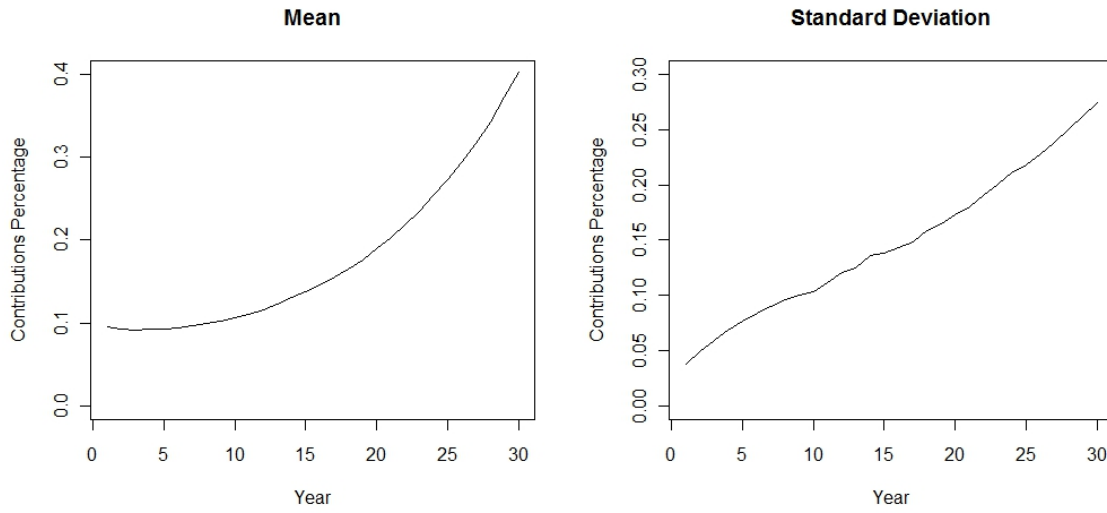 Mean
Contributions Percentage
0.4
0.3
0.2
0.1
0.0
0 5 10 15 20 25 30
Year
Standard Deviation
Contributions Percentage
0.30
0.25
0.20
0.15
0.10
0.05
0.00
0 5 10 15 20 25 30
Year